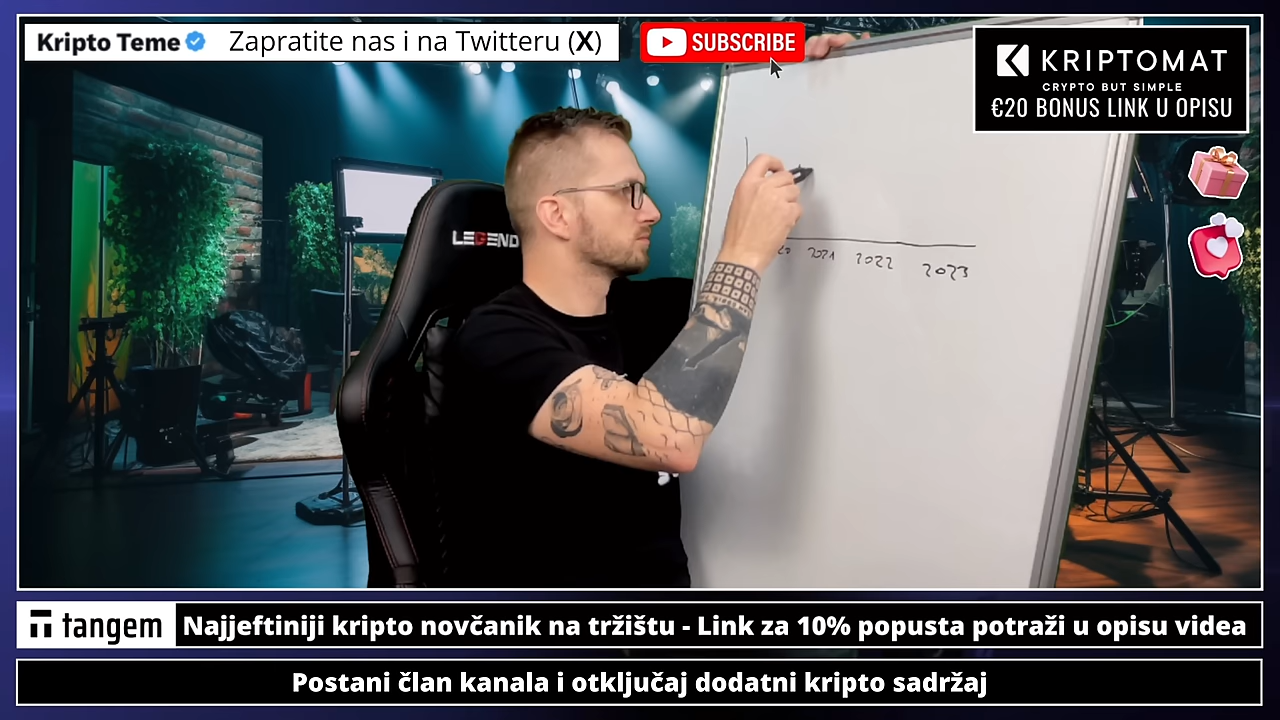 Kripto Teme Zapratite nas i na Twitteru (X)
SUBSCRIBE
KRIPTOMAT
CRYPTO BUT SIMPLE
€20 BONUS LINK U OPISU
LEGEND
2021 2022 2023
tangem Najjeftiniji kripto novčanik na tržištu - Link za 10% popusta potraži u opisu videa
Postani član kanala i otključaj dodatni kripto sadržaj